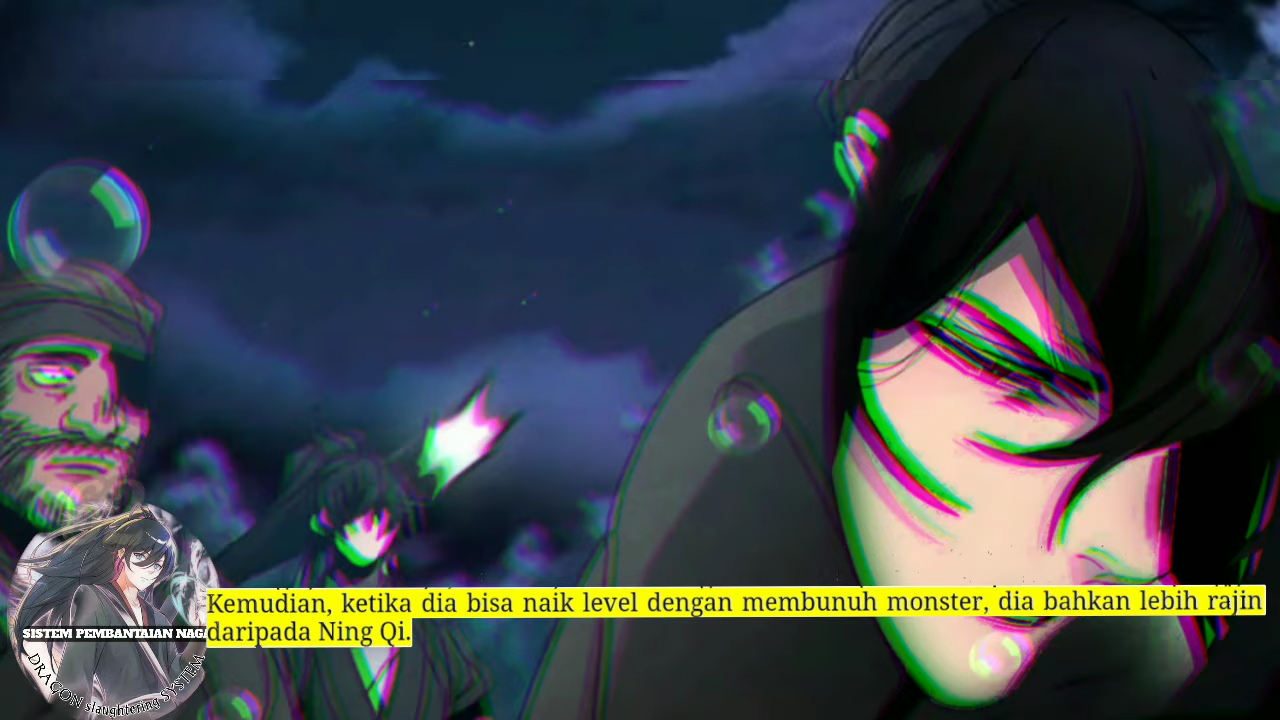 Kemudian, ketika dia bisa naik level dengan membunuh monster, dia bahkan lebih rajin
daripada Ning Qi.
SISTEM PEMBANTAIAN NAGA
DRAGON slaughtering SYSTEM